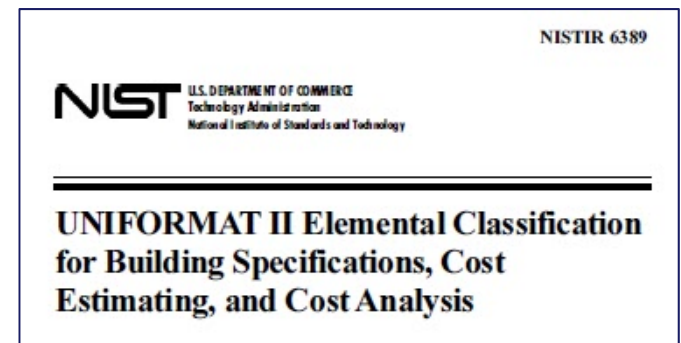 NISTIR 6389
NIST
U.S. DEPARTMENT OF COMMERCE
Technology Administration
National Institute of Standards and Technology
UNIFORMAT II Elemental Classification
for Building Specifications, Cost
Estimating, and Cost Analysis